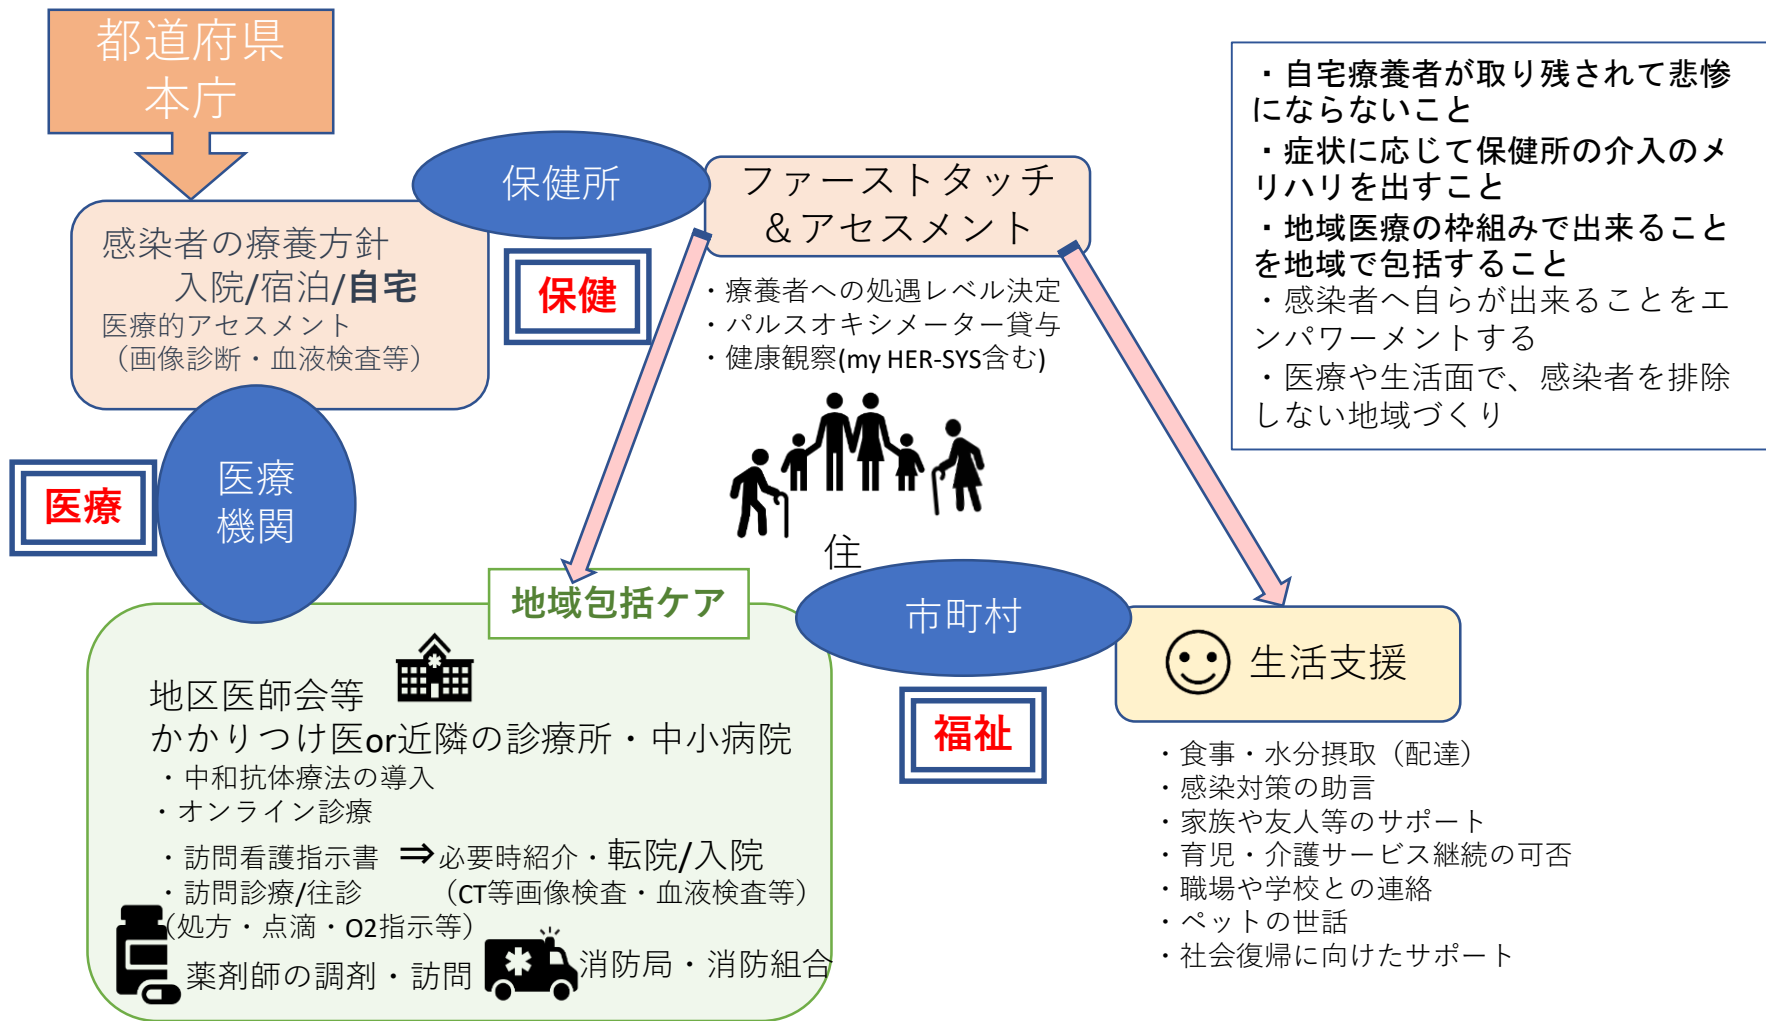 都道府県
本庁
保健所
ファーストタッチ
＆アセスメント
・療養者への処遇レベル決定
・パルスオキシメーター貸与
・健康観察(my HER-SYS含む)
保健
感染者の療養方針
入院/宿泊/自宅
医療的アセスメント
（画像診断・血液検査等）
・自宅療養者が取り残されて悲惨
にならないこと
・症状に応じて保健所の介入のメ
リハリを出すこと
・地域医療の枠組みで出来ること
を地域で包括すること
・感染者へ自らが出来ることをエ
ンパワーメントする
・医療や生活面で、感染者を排除
しない地域づくり
医療
医療
機関
住
地域包括ケア
市町村
福祉
生活支援
地区医師会等
かかりつけ医or近隣の診療所・中小病院
・中和抗体療法の導入
・オンライン診療
・訪問看護指示書 ⇒必要時紹介・転院/入院
・訪問診療/往診 （CT等画像検査・血液検査等）
（処方・点滴・O2指示等）
薬剤師の調剤・訪問
消防局・消防組合
・食事・水分摂取（配達）
・感染対策の助言
・家族や友人等のサポート
・育児・介護サービス継続の可否
・職場や学校との連絡
・ペットの世話
・社会復帰に向けたサポート